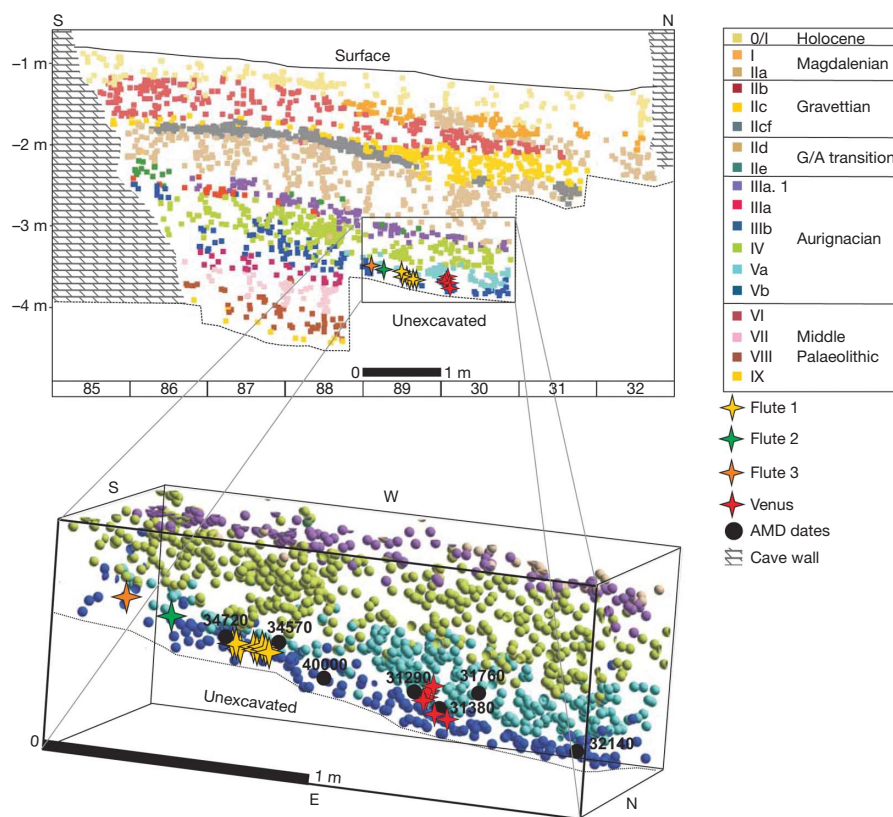 S
N
Surface
−1 m
−2 m
−3 m
−4 m
Unexcavated
0
1 m
85 86 87 88 89 30 31 32
0/I Holocene
I
Magdalenian
IIa
IIb
IIc Gravettian
IIcf
IId
G/A transition
IIe
IIIa. 1
IIIa
IIIb
Aurignacian
IV
Va
Vb
VI
VII Middle
VIII Palaeolithic
IX
Flute 1
Flute 2
Flute 3
Venus
AMD dates
Cave wall
S
W
34720
34570
40000
31290
31760
31380
32140
Unexcavated
0
1 m
E
N